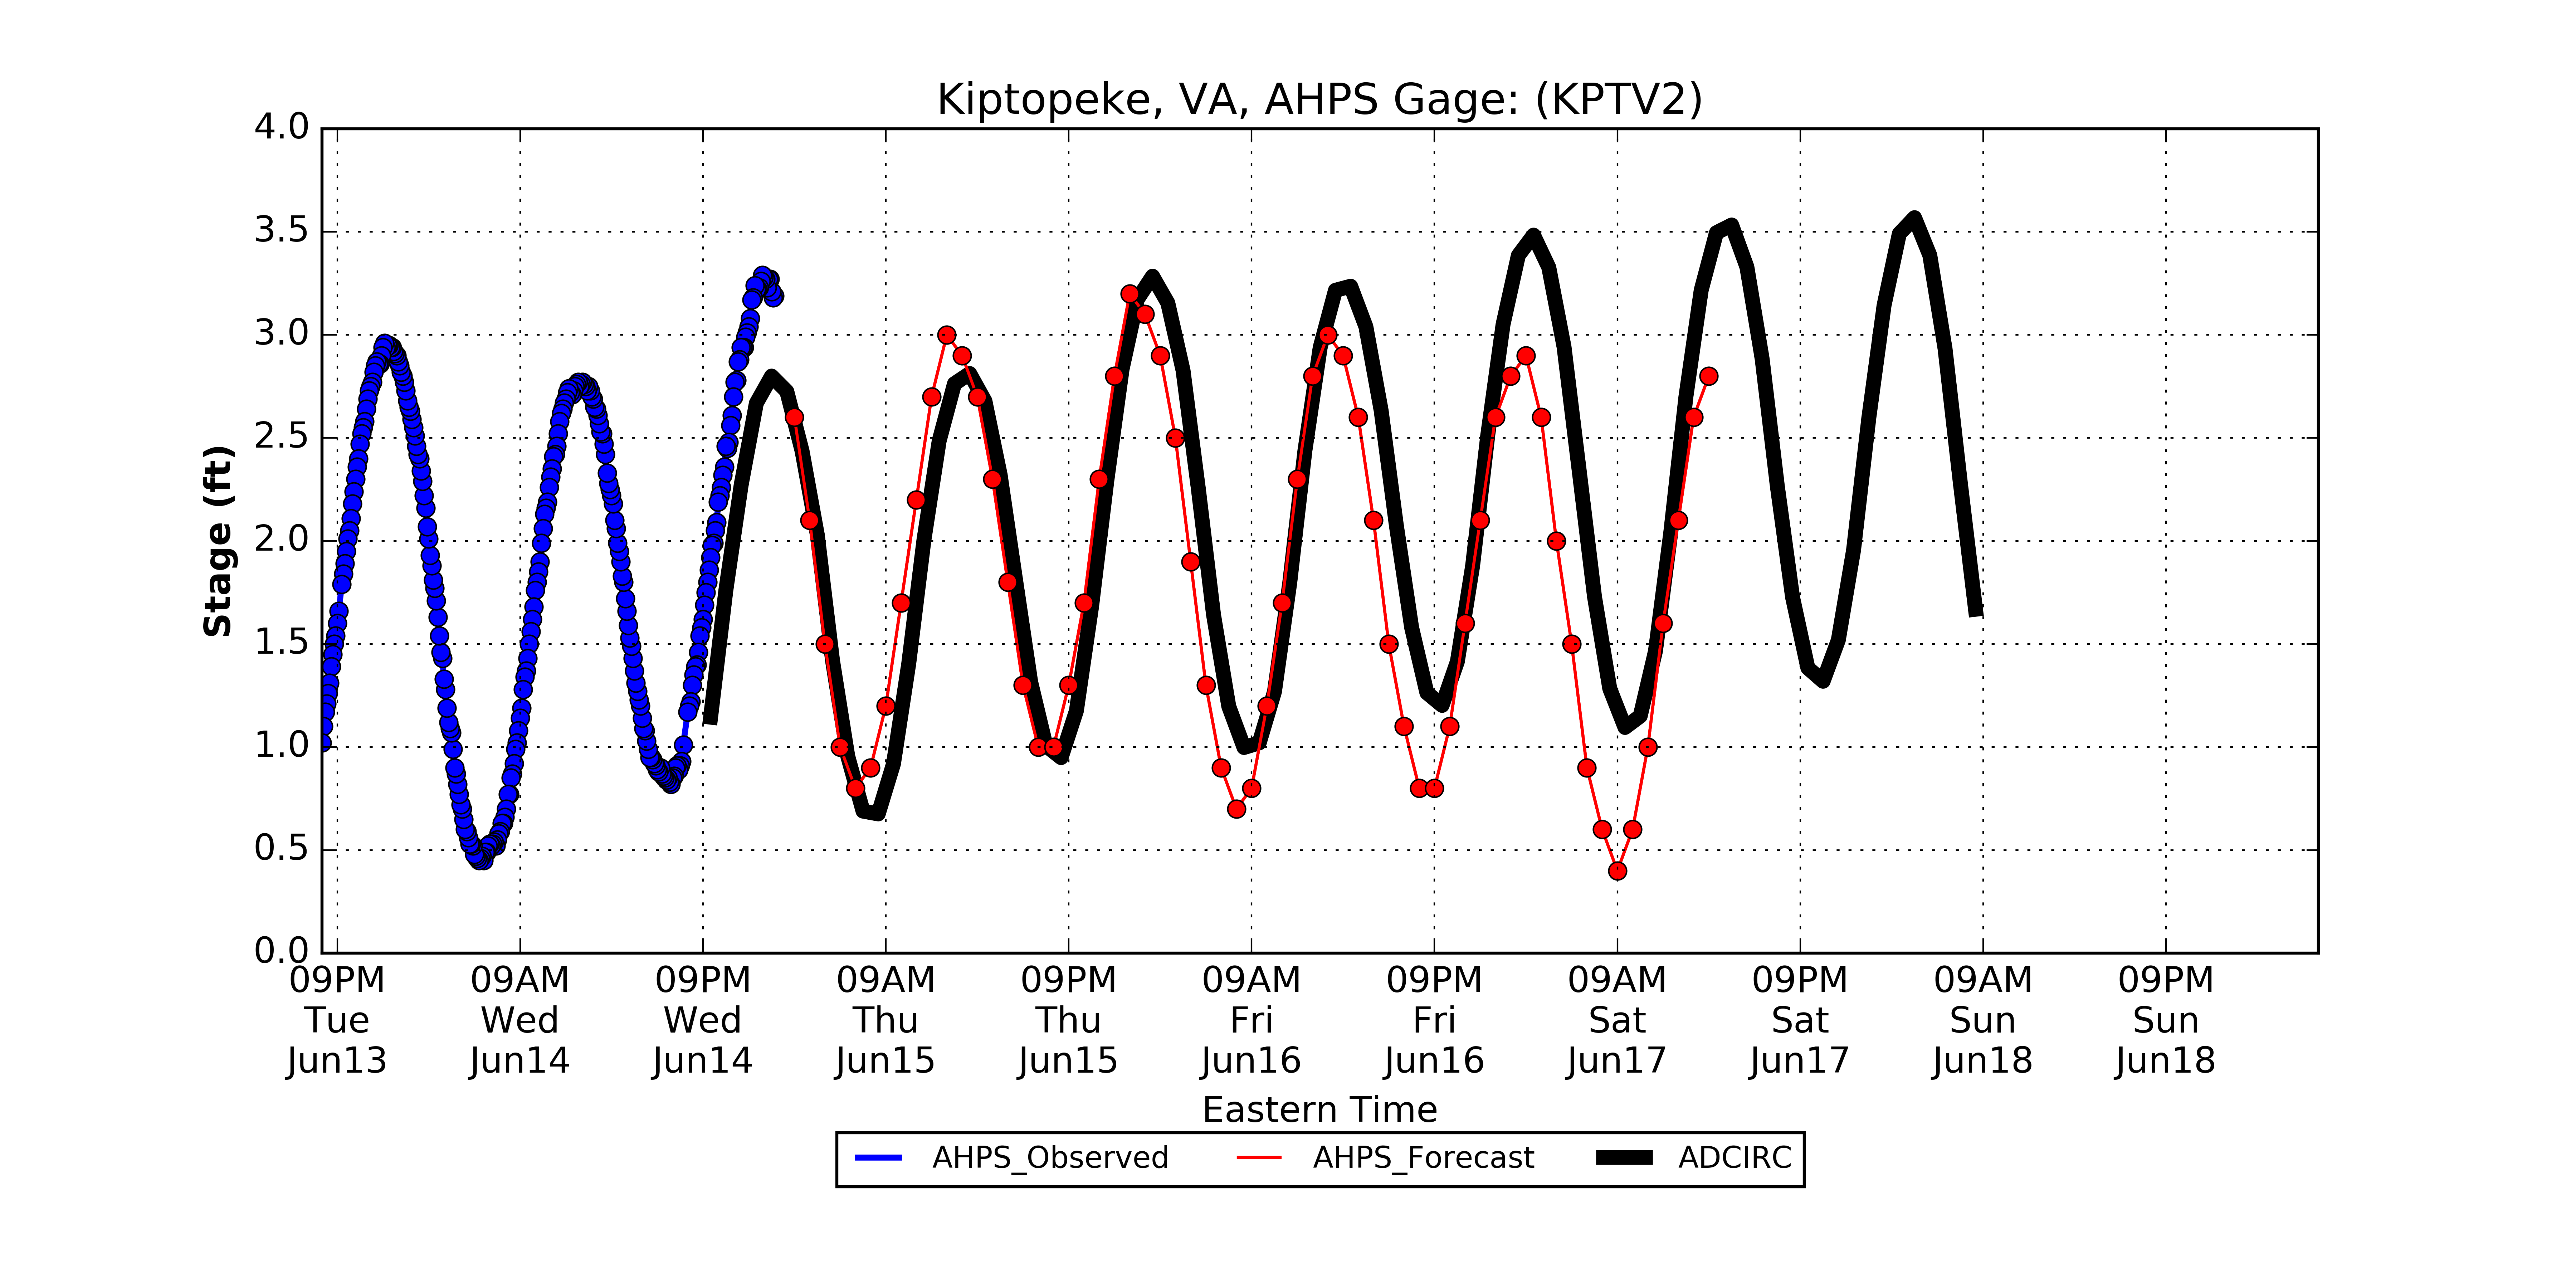 Kiptopeke, VA, AHPS Gage: (KPTV2)
4.0
3.5
3.0
2.5
2.0
1.5
1.0
0.5
0.0
Stage (ft)
09PM 09AM 09PM 09AM 09PM 09AM 09PM 09AM 09PM 09AM 09PM
Tue Wed Wed Thu Thu Fri Fri Sat Sat Sun Sun
Jun13 Jun14 Jun14 Jun15 Jun15 Jun16 Jun16 Jun17 Jun17 Jun18 Jun18
Eastern Time
AHPS_Observed AHPS_Forecast ADCIRC